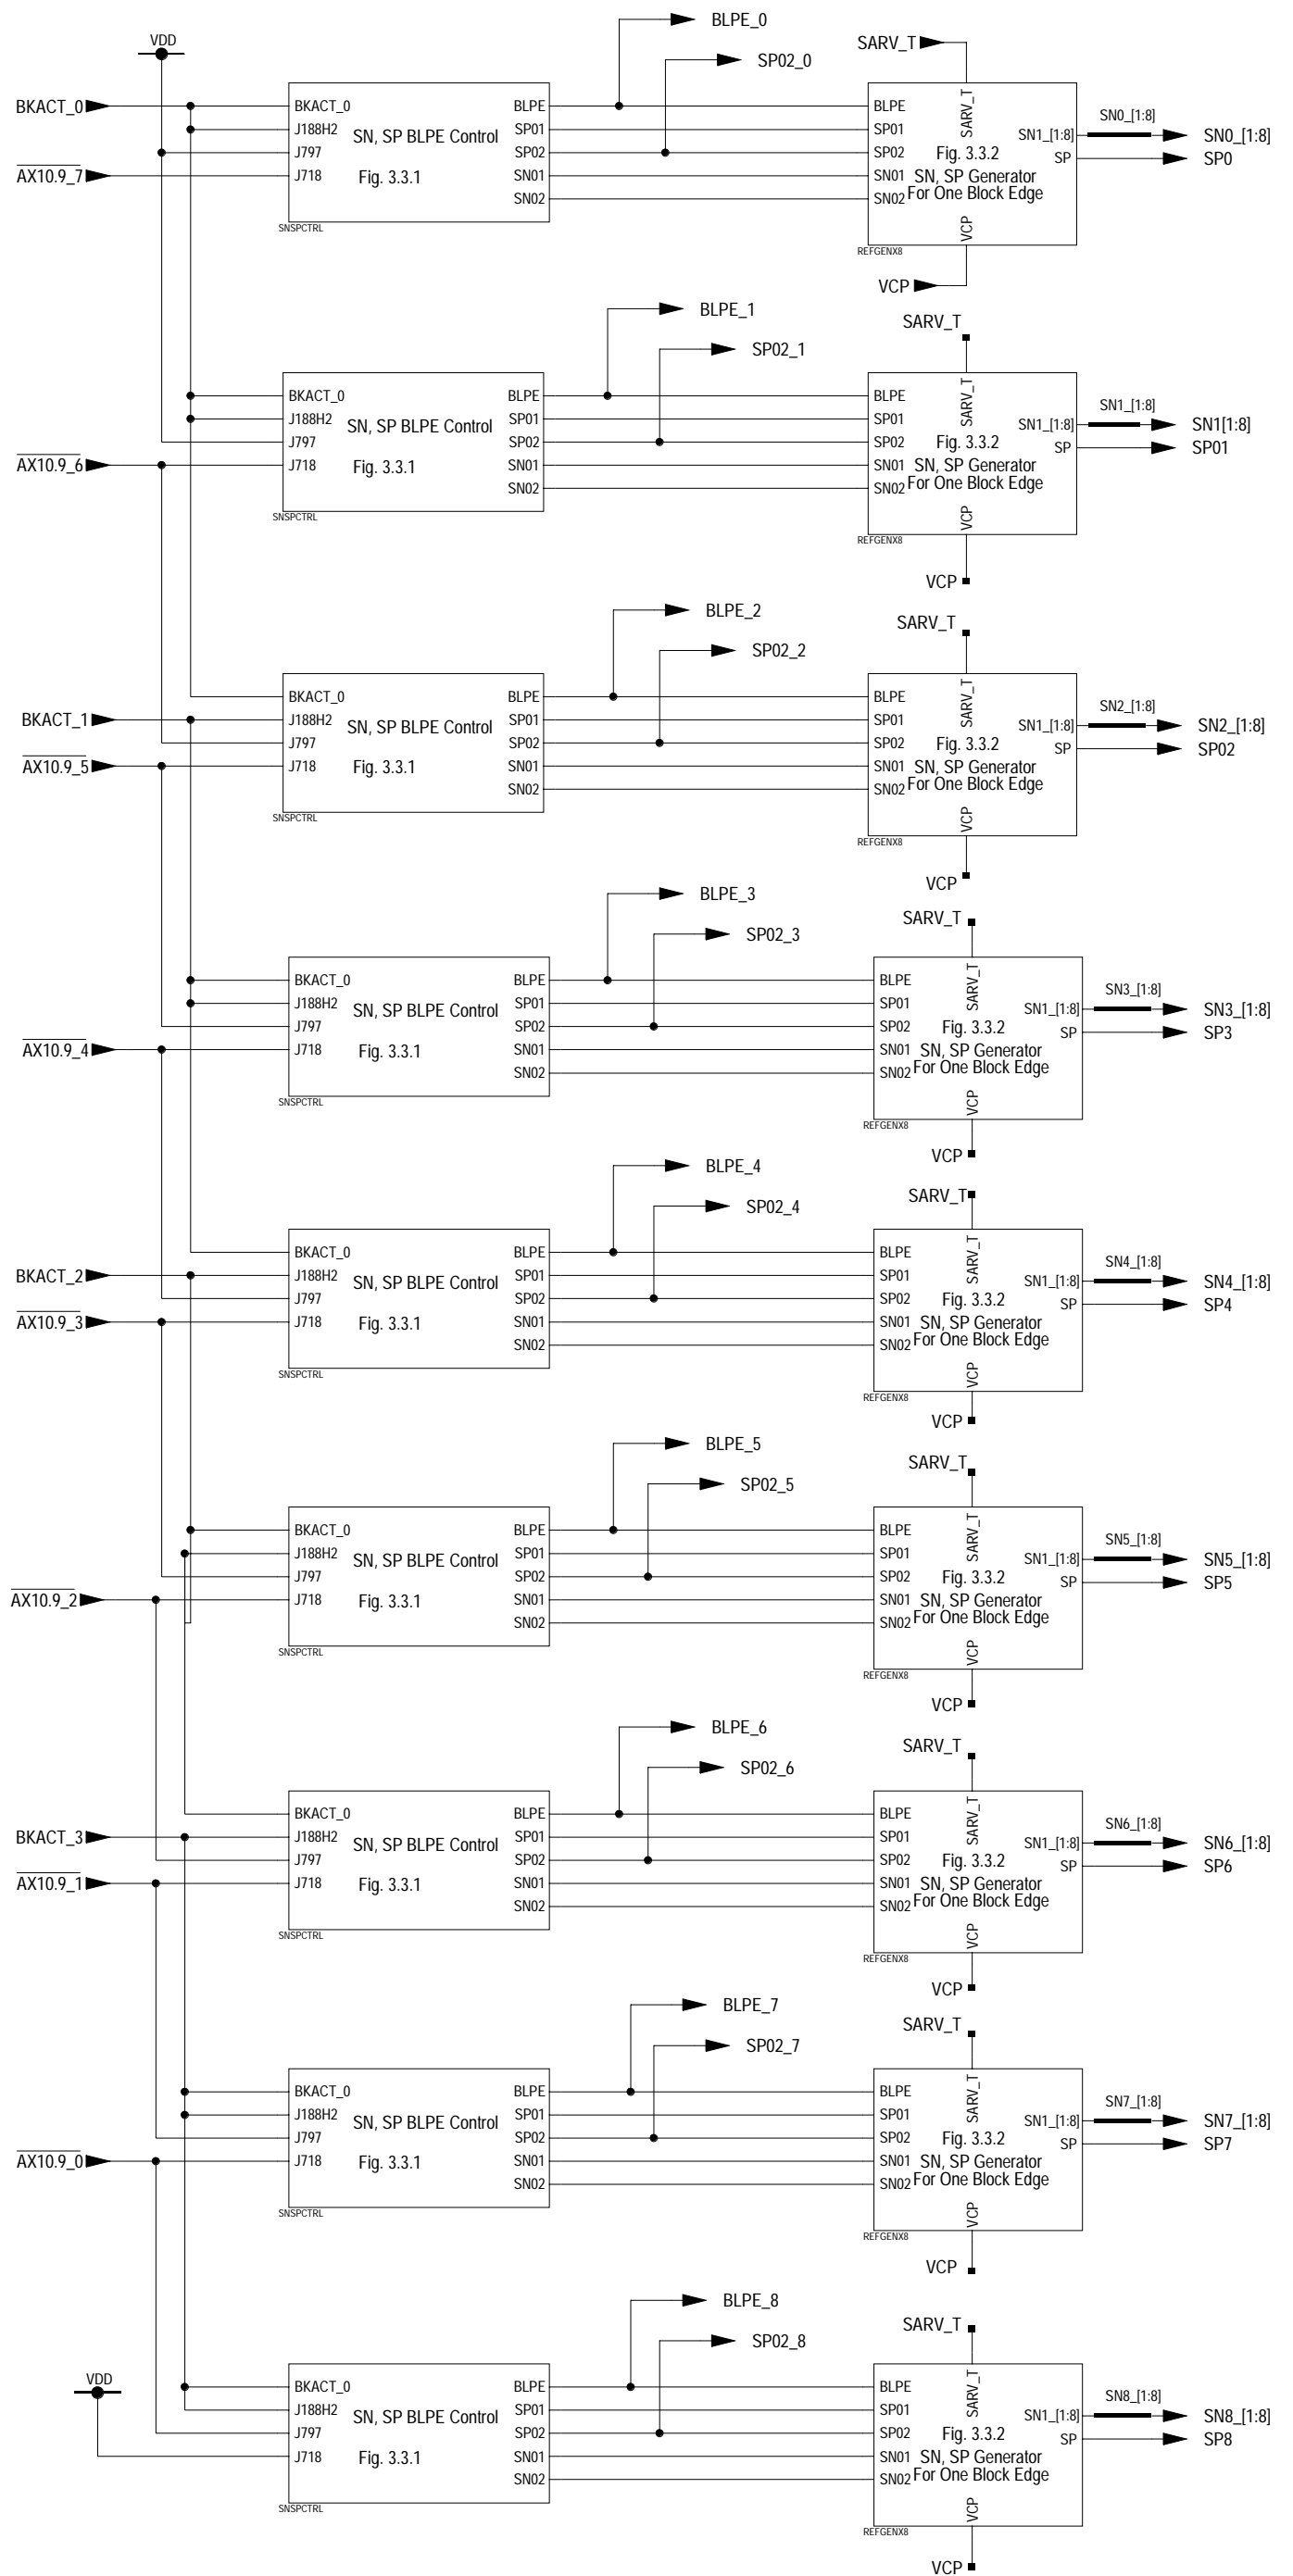 BLPE_0
VDD
SARV_T
SP02_0
BKACT_0
BKACT_0
BLPE
BLPE
SARV_T
SN0_[1:8]
J188H2
SN, SP BLPE Control
SP01
SP01
SN1_[1:8]
SN0_[1:8]
J797
SP02
SP02
Fig. 3.3.2
SP
SP0
AX10.9_7
J718
Fig. 3.3.1
SN01
SN01
SN, SP Generator
SN02
SN02
For One Block Edge
VCP
SNSPCTRL
REFGENX8
VCP
BLPE_1
SARV_T
SP02_1
BKACT_0
BLPE
BLPE
SARV_T
SN1_[1:8]
J188H2
SN, SP BLPE Control
SP01
SP01
SN1_[1:8]
SN1[1:8]
J797
SP02
SP02
Fig. 3.3.2
SP
SP01
AX10.9_6
J718
Fig. 3.3.1
SN01
SN01
SN, SP Generator
SN02
SN02
For One Block Edge
VCP
SNSPCTRL
REFGENX8
VCP
BLPE_2
SARV_T
SP02_2
BKACT_0
BLPE
BLPE
SARV_T
SN2_[1:8]
BKACT_1
J188H2
SN, SP BLPE Control
SP01
SP01
SN1_[1:8]
SN2_[1:8]
J797
SP02
SP02
Fig. 3.3.2
SP
SP02
AX10.9_5
J718
Fig. 3.3.1
SN01
SN01
SN, SP Generator
SN02
SN02
For One Block Edge
VCP
SNSPCTRL
REFGENX8
VCP
BLPE_3
SARV_T
SP02_3
BKACT_0
BLPE
BLPE
SARV_T
SN3_[1:8]
J188H2
SN, SP BLPE Control
SP01
SP01
SN1_[1:8]
SN3_[1:8]
J797
SP02
SP02
Fig. 3.3.2
SP
SP3
AX10.9_4
J718
Fig. 3.3.1
SN01
SN01
SN, SP Generator
SN02
SN02
For One Block Edge
VCP
SNSPCTRL
REFGENX8
VCP
BLPE_4
SARV_T
SP02_4
BKACT_0
BLPE
BLPE
SARV_T
SN4_[1:8]
BKACT_2
J188H2
SN, SP BLPE Control
SP01
SP01
SN1_[1:8]
SN4_[1:8]
J797
SP02
SP02
Fig. 3.3.2
SP
SP4
AX10.9_3
J718
Fig. 3.3.1
SN01
SN01
SN, SP Generator
SN02
SN02
For One Block Edge
VCP
SNSPCTRL
REFGENX8
VCP
BLPE_5
SARV_T
SP02_5
BKACT_0
BLPE
BLPE
SARV_T
SN5_[1:8]
J188H2
SN, SP BLPE Control
SP01
SP01
SN1_[1:8]
SN5_[1:8]
J797
SP02
SP02
Fig. 3.3.2
SP
SP5
AX10.9_2
J718
Fig. 3.3.1
SN01
SN01
SN, SP Generator
SN02
SN02
For One Block Edge
VCP
SNSPCTRL
REFGENX8
VCP
BLPE_6
SARV_T
SP02_6
BKACT_0
BLPE
BLPE
SARV_T
SN6_[1:8]
BKACT_3
J188H2
SN, SP BLPE Control
SP01
SP01
SN1_[1:8]
SN6_[1:8]
J797
SP02
SP02
Fig. 3.3.2
SP
SP6
AX10.9_1
J718
Fig. 3.3.1
SN01
SN01
SN, SP Generator
SN02
SN02
For One Block Edge
VCP
SNSPCTRL
REFGENX8
VCP
BLPE_7
SARV_T
SP02_7
BKACT_0
BLPE
BLPE
SARV_T
SN7_[1:8]
J188H2
SN, SP BLPE Control
SP01
SP01
SN1_[1:8]
SN7_[1:8]
J797
SP02
SP02
Fig. 3.3.2
SP
SP7
AX10.9_0
J718
Fig. 3.3.1
SN01
SN01
SN, SP Generator
SN02
SN02
For One Block Edge
VCP
SNSPCTRL
REFGENX8
VCP
BLPE_8
SARV_T
SP02_8
VDD
BKACT_0
BLPE
BLPE
SARV_T
SN8_[1:8]
J188H2
SN, SP BLPE Control
SP01
SP01
SN1_[1:8]
SN8_[1:8]
J797
SP02
SP02
Fig. 3.3.2
SP
SP8
J718
Fig. 3.3.1
SN01
SN01
SN, SP Generator
SN02
SN02
For One Block Edge
VCP
SNSPCTRL
REFGENX8
VCP